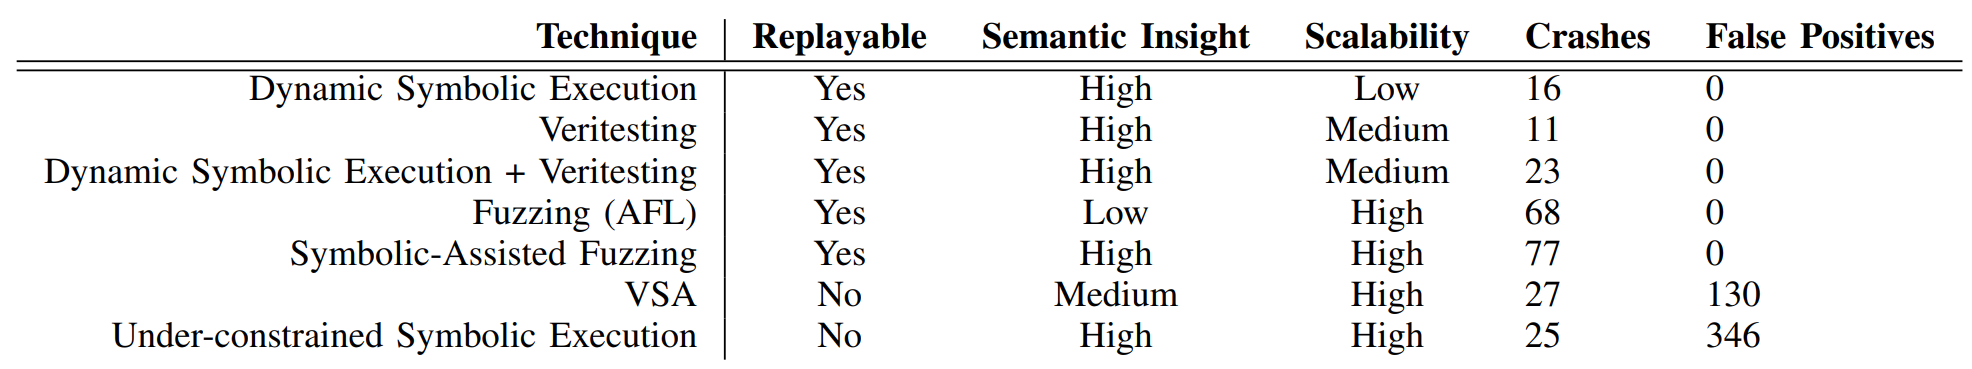 Technique Replayable Semantic Insight Scalability Crashes False Positives
Dynamic Symbolic Execution Yes High Low 16 0
Veritesting Yes High Medium 11 0
Dynamic Symbolic Execution + Veritesting Yes High Medium 23 0
Fuzzing (AFL) Yes Low High 68 0
Symbolic-Assisted Fuzzing Yes High High 77 0
VSA No Medium High 27 130
Under-constrained Symbolic Execution No High High 25 346